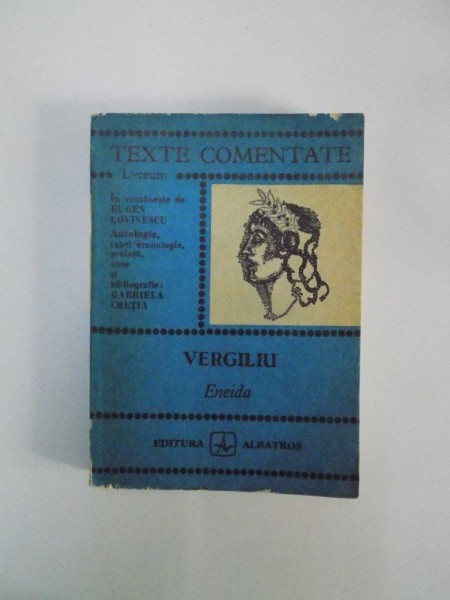 TEXTE COMENTATE
Lyceum
În românește de
EUGEN
LOVINESCU
Antologie,
tabel cronologic,
prefață,
note
și
bibliografie:
GABRIELA
CREȚIA
VERGILIU
Eneida
EDITURA ALBATROS